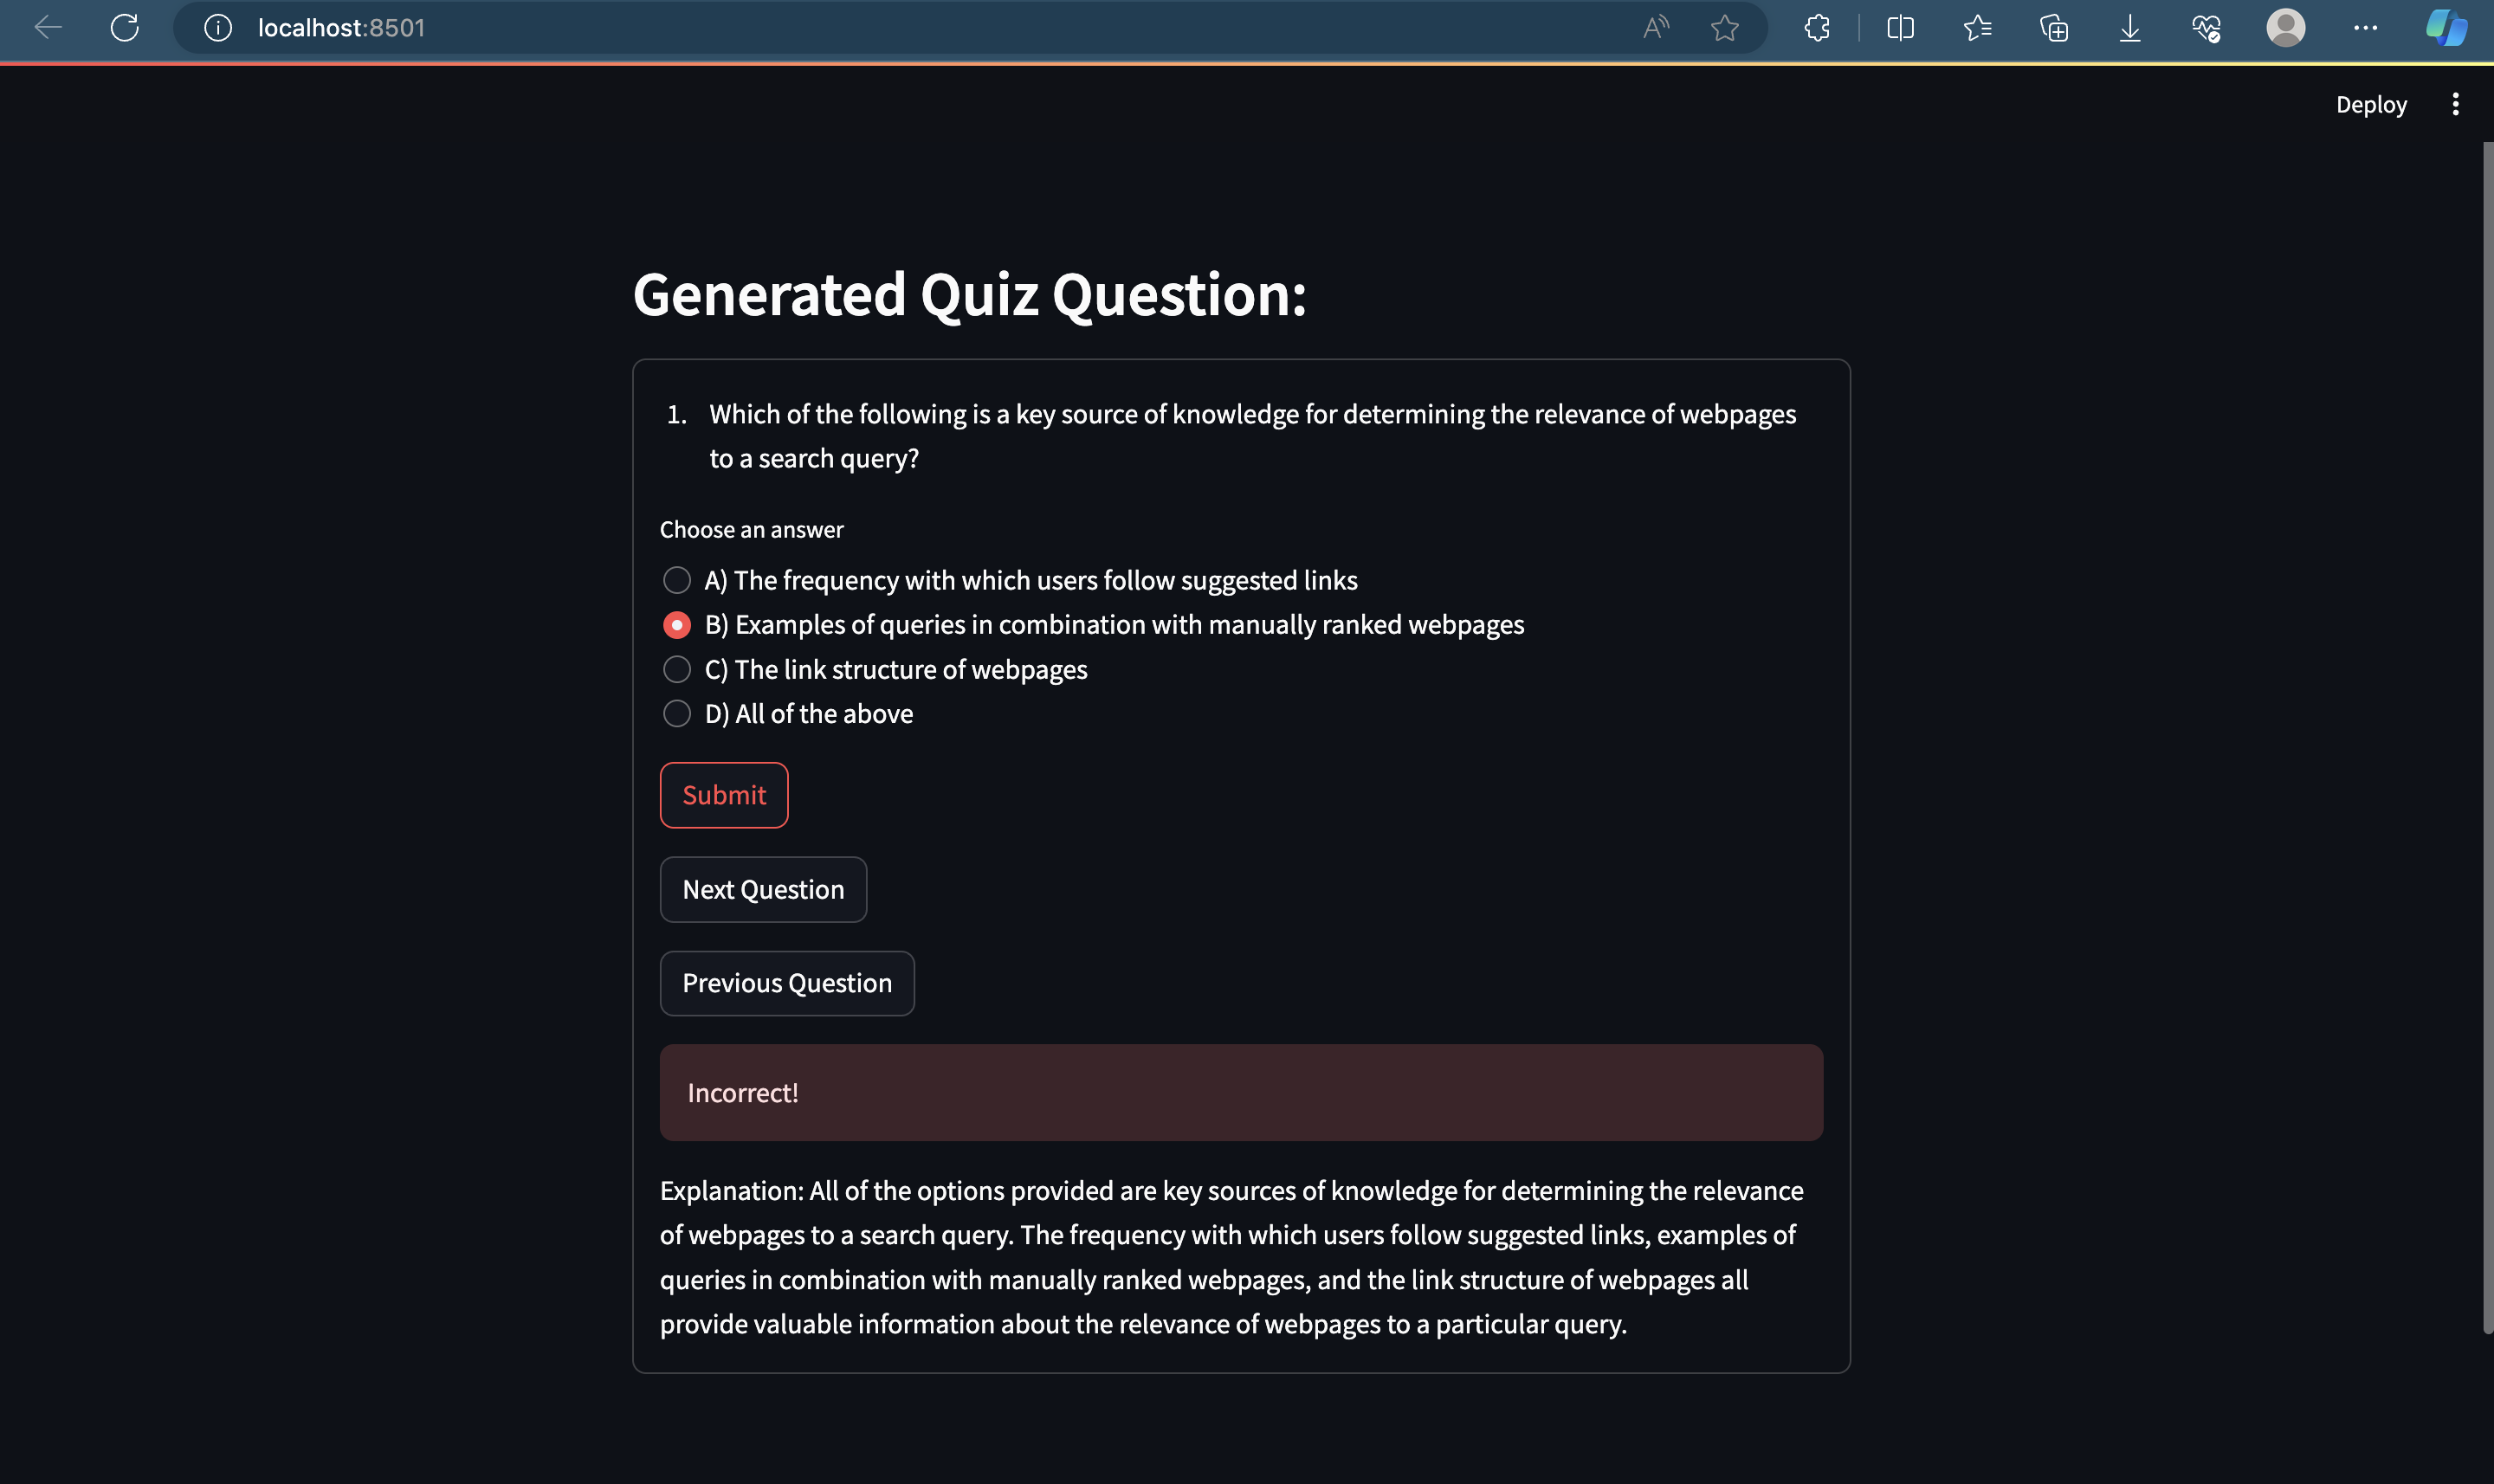 localhost:8501
Deploy
Generated Quiz Question:
1. Which of the following is a key source of knowledge for determining the relevance of webpages
to a search query?
Choose an answer
A) The frequency with which users follow suggested links
B) Examples of queries in combination with manually ranked webpages
C) The link structure of webpages
D) All of the above
Submit
Next Question
Previous Question
Incorrect!
Explanation: All of the options provided are key sources of knowledge for determining the relevance
of webpages to a search query. The frequency with which users follow suggested links, examples of
queries in combination with manually ranked webpages, and the link structure of webpages all
provide valuable information about the relevance of webpages to a particular query.